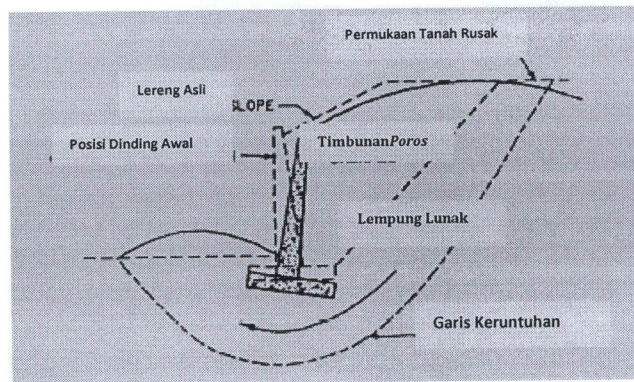 Permukaan Tanah Rusak
Lereng Asli
SLOPE
Posisi Dinding Awal
TimbunanPoros
Lempung Lunak
Garis Keruntuhan